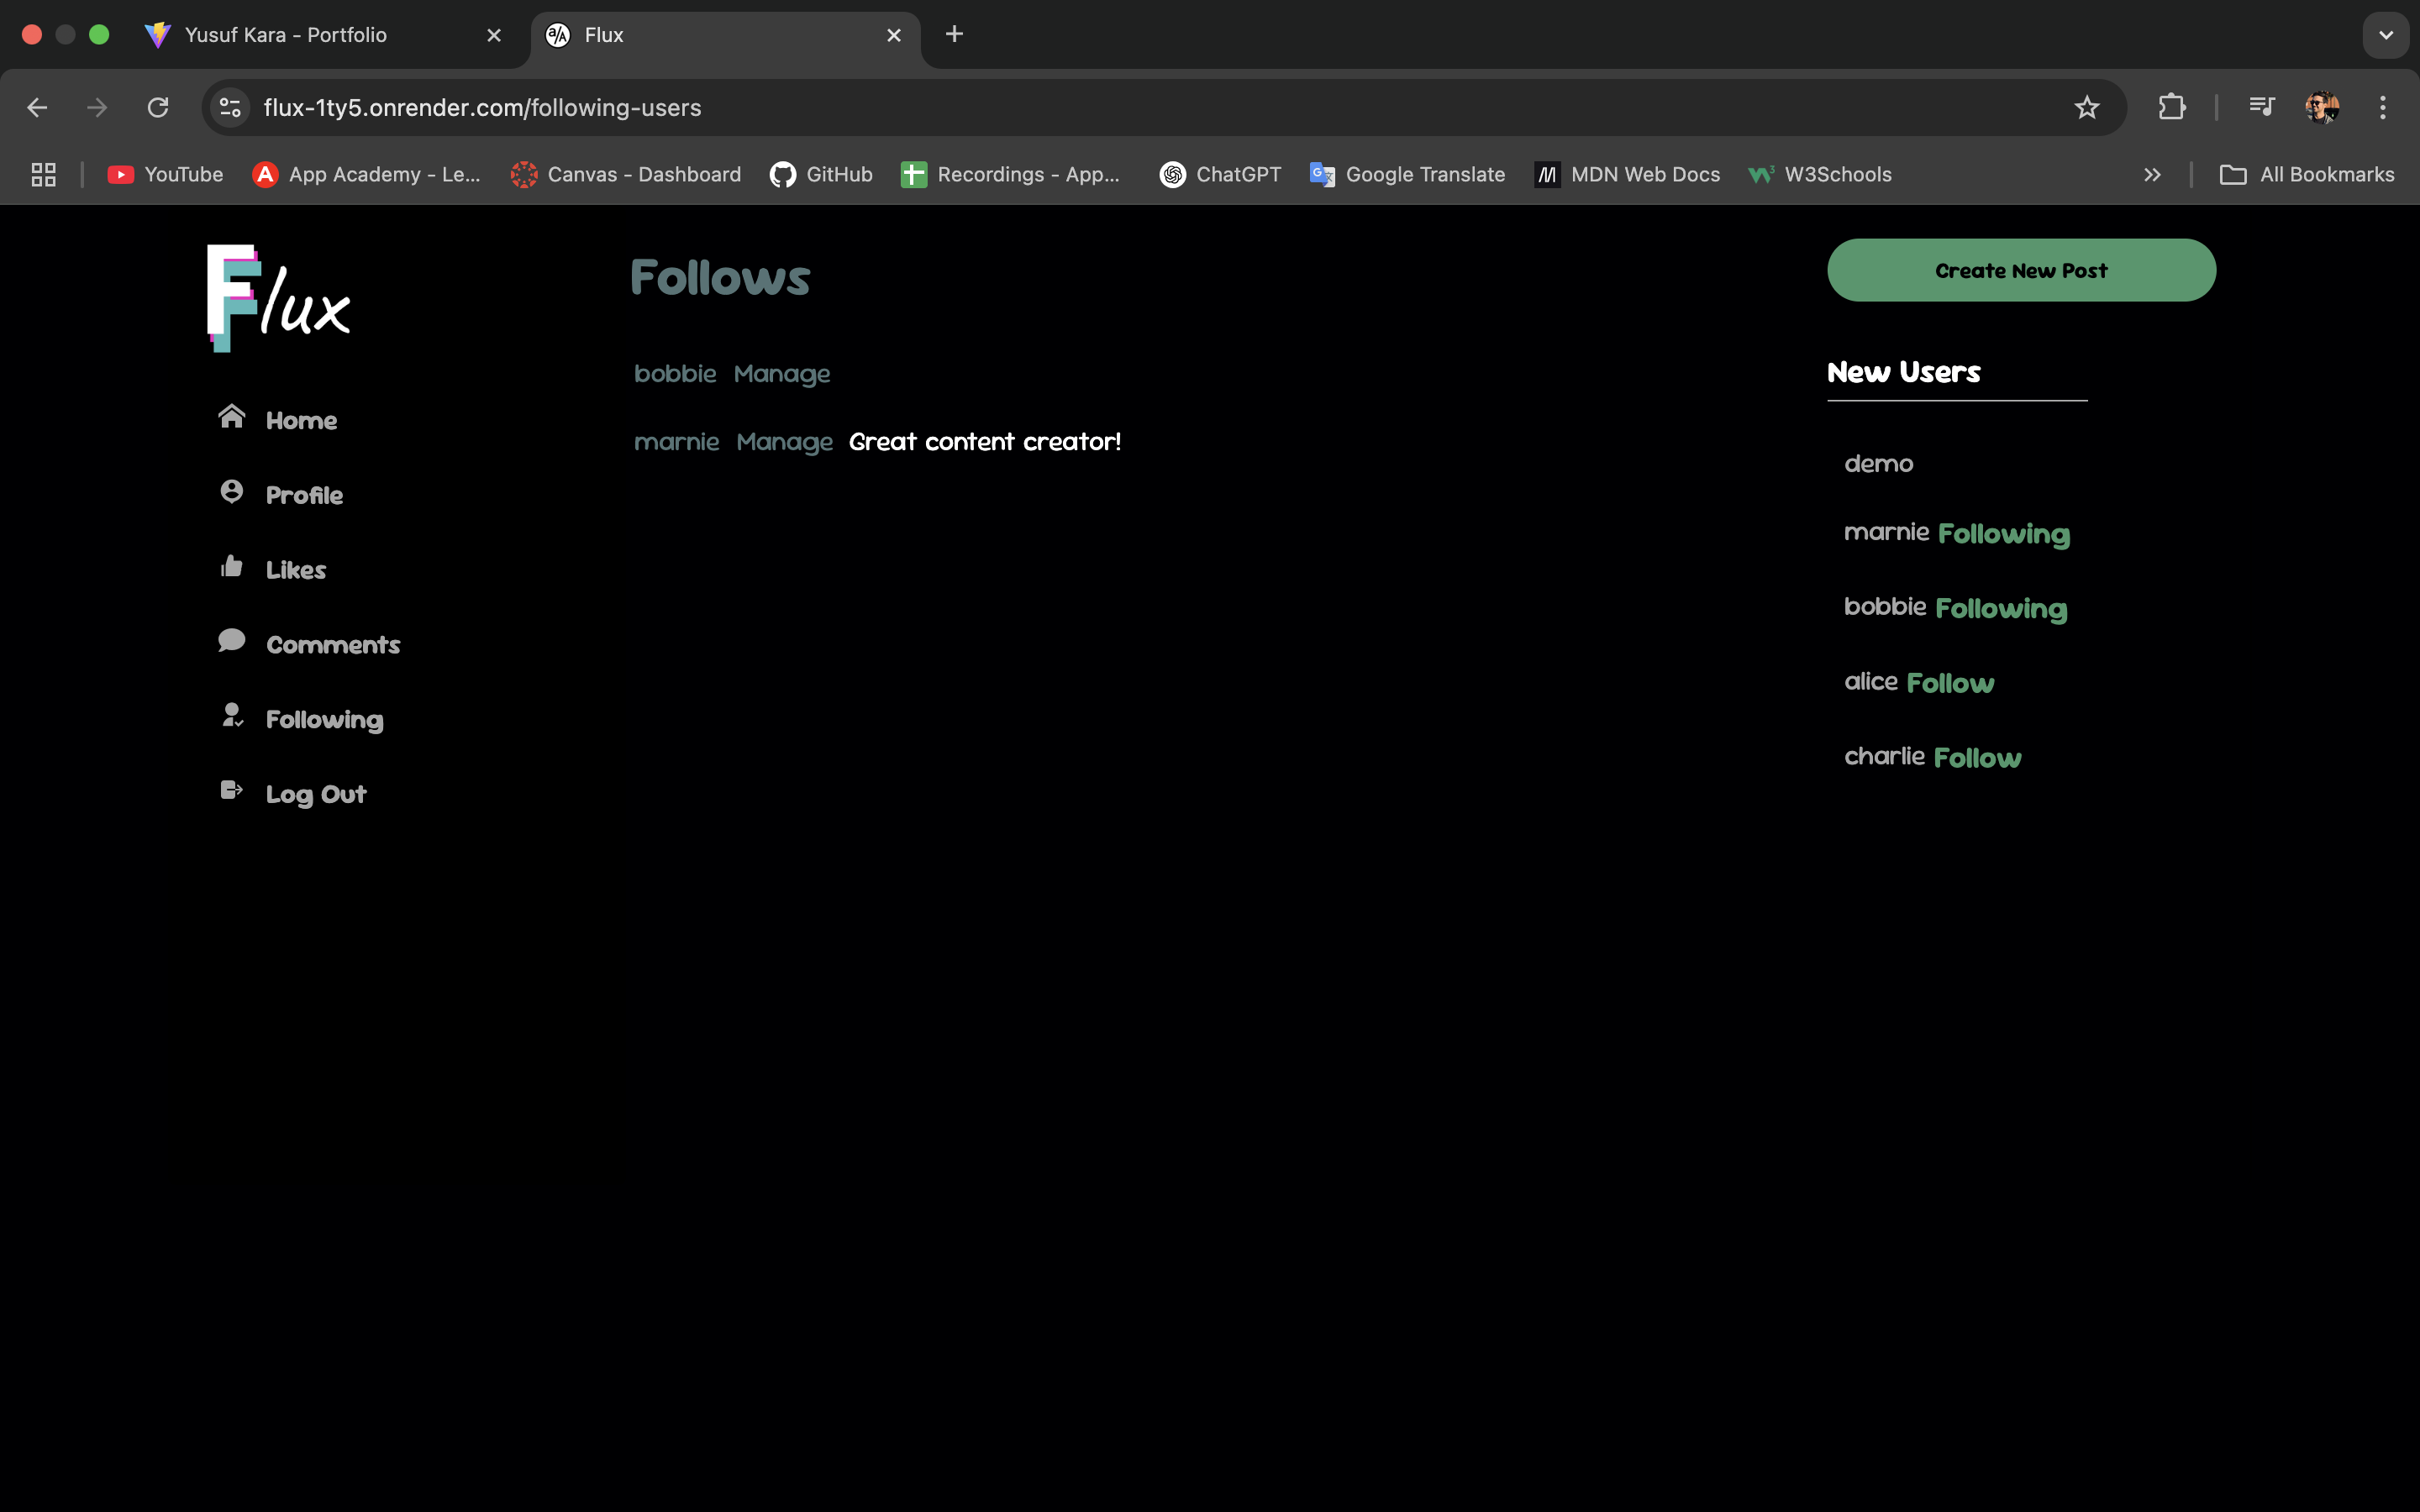 Yusuf Kara - Portfolio
Flux
flux-1ty5.onrender.com/following-users
YouTube
App Academy - Le...
Canvas - Dashboard
GitHub
Recordings - App...
ChatGPT
Google Translate
MDN Web Docs
W3Schools
All Bookmarks
Flux
Home
Profile
Likes
Comments
Following
Log Out
Follows
bobbie Manage
marnie Manage Great content creator!
Create New Post
New Users
demo
marnie Following
bobbie Following
alice Follow
charlie Follow